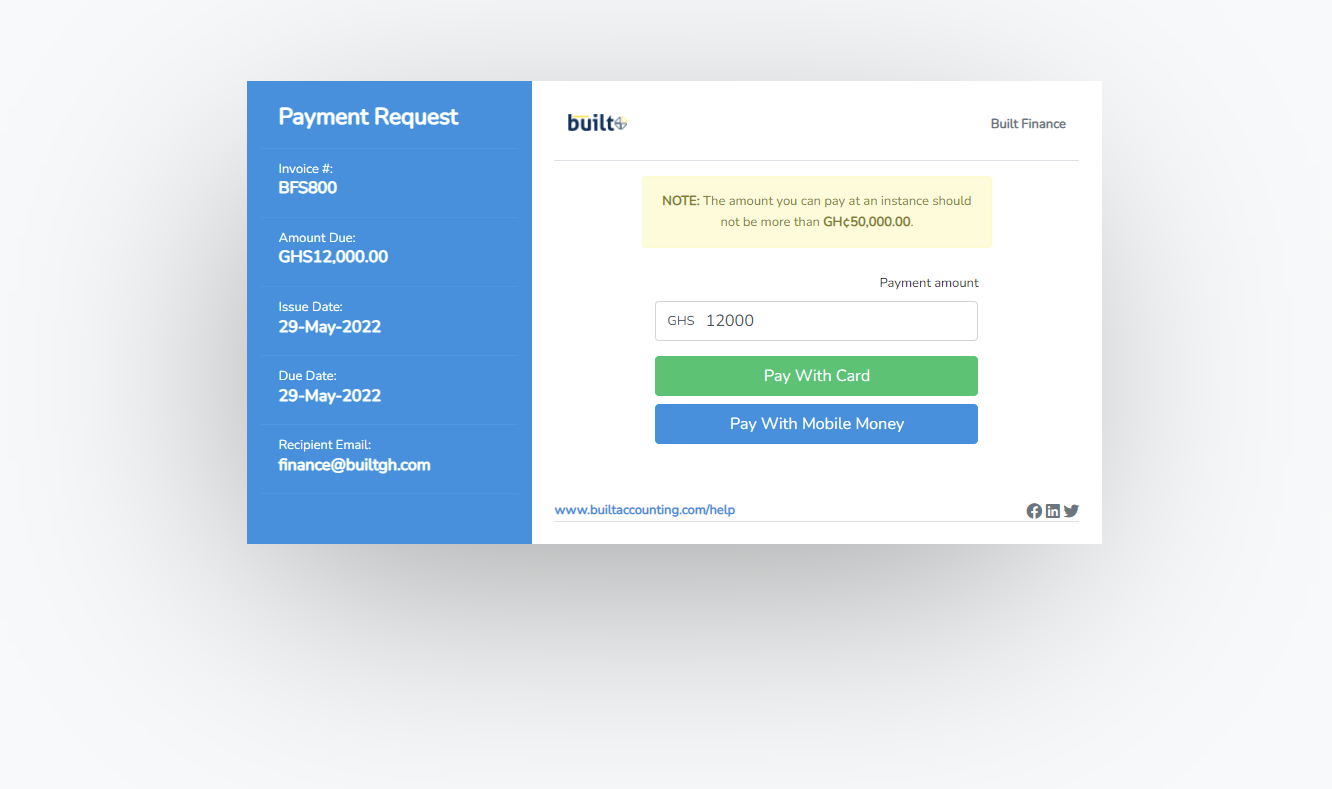 Payment Request
Invoice #:
BFS800
Amount Due:
GHS12,000.00
Issue Date:
29-May-2022
Due Date:
29-May-2022
Recipient Email:
finance@builtgh.com
built
Built Finance
NOTE: The amount you can pay at an instance should
not be more than GH¢50,000.00.
Payment amount
GHS 12000
Pay With Card
Pay With Mobile Money
www.builtaccounting.com/help